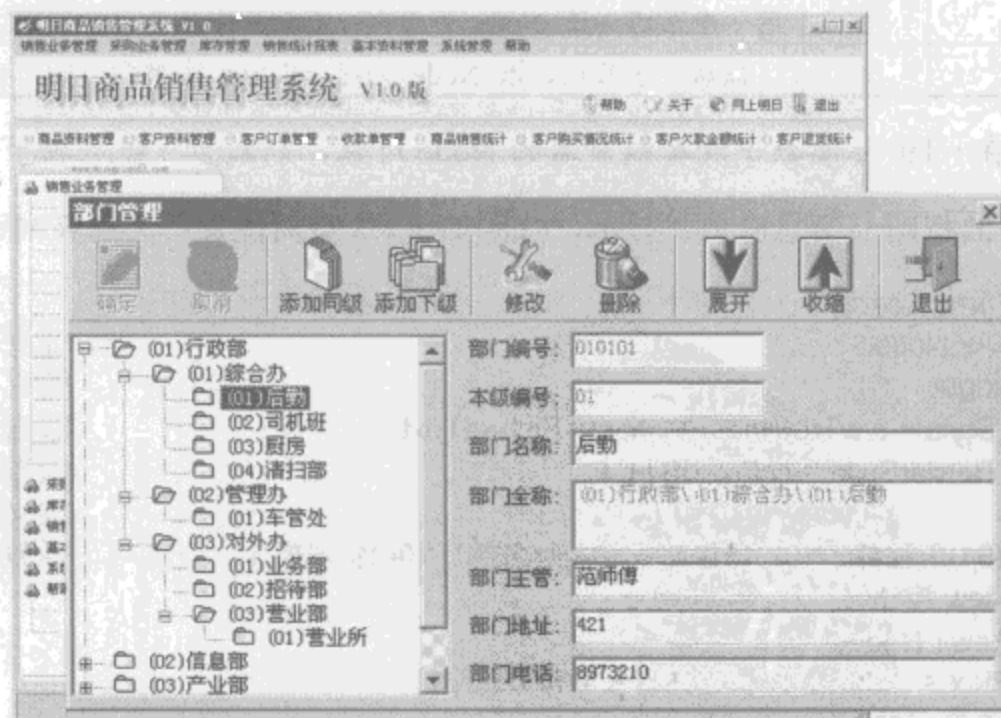 明日商品销售管理系统 V1.0
销售业务管理 采购业务管理 库存管理 销售统计报表 基本资料管理 系统管理 帮助
明日商品销售管理系统 V1.0版
帮助 关于 网上明日 退出
商品资料管理 客户资料管理 客户订单管理 收款单管理 商品销售统计 客户购买情况统计 客户欠款金额统计 客户退货统计
销售业务管理
部门管理
确定 取消 添加同级 添加下级 修改 删除 展开 收缩 退出
(01)行政部
(01)综合办
(01)后勤
(02)司机班
(03)厨房
(04)清扫部
(02)管理办
(01)车管处
(03)对外办
(01)业务部
(02)招待部
(03)营业部
(01)营业所
(02)信息部
(03)产业部
部门编号: 010101
本级编号: 01
部门名称: 后勤
部门全称: (01)行政部\(01)综合办\(01)后勤
部门主管: 范师傅
部门地址: 421
部门电话: 8973210